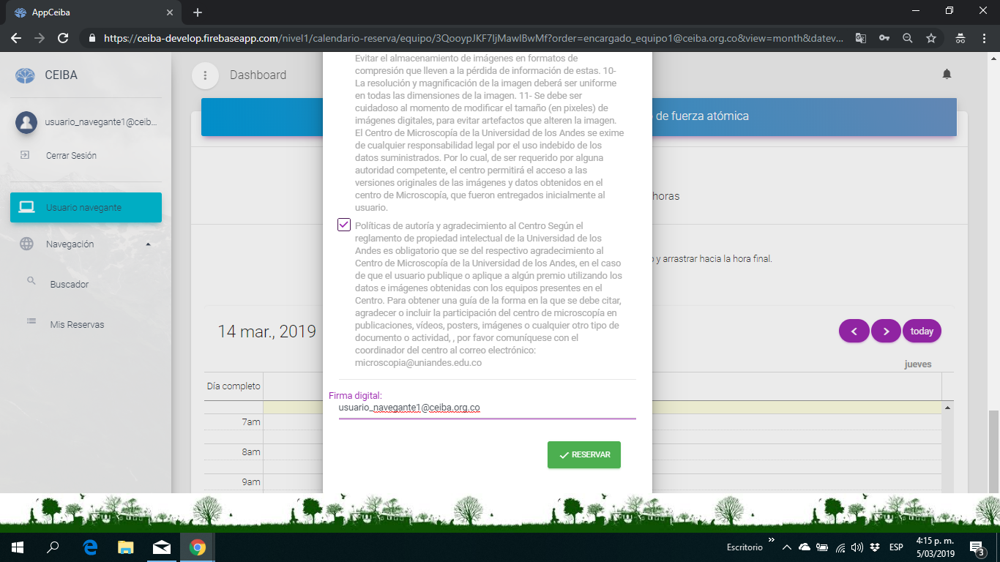 AppCeiba
https://ceiba-develop.firebaseapp.com/nivel1/calendario-reserva/equipo/3QooypJKF7IjMawlBwMf?order=encargado_equipo1@ceiba.org.co&view=month&datev...
CEIBA
usuario_navegante1@ceib...
Cerrar Sesión
Usuario navegante
Navegación
Buscador
Mis Reservas
Dashboard
de fuerza atómica
horas
y arrastrar hacia la hora final.
14 mar., 2019
today
jueves
Día completo
7am
8am
9am
Evitar el almacenamiento de imágenes en formatos de
compresión que lleven a la pérdida de información de estas. 10-
La resolución y magnificación de la imagen deberá ser uniforme
en todas las dimensiones de la imagen. 11- Se debe ser
cuidadoso al momento de modificar el tamaño (en pixeles) de
imágenes digitales, para evitar artefactos que alteren la imagen.
El Centro de Microscopía de la Universidad de los Andes se exime
de cualquier responsabilidad legal por el uso indebido de los
datos suministrados. Por lo cual, de ser requerido por alguna
autoridad competente, el centro permitirá el acceso a las
versiones originales de las imágenes y datos obtenidos en el
centro de Microscopía, que fueron entregados inicialmente al
usuario.
Políticas de autoría y agradecimiento al Centro Según el
reglamento de propiedad intelectual de la Universidad de los
Andes es obligatorio que se del respectivo agradecimiento al
Centro de Microscopía de la Universidad de los Andes, en el caso
de que el usuario publique o aplique a algún premio utilizando los
datos e imágenes obtenidas con los equipos presentes en el
Centro. Para obtener una guía de la forma en la que se debe citar,
agradecer o incluir la participación del centro de microscopía en
publicaciones, vídeos, posters, imágenes o cualquier otro tipo de
documento o actividad, , por favor comuníquese con el
coordinador del centro al correo electrónico:
microscopia@uniandes.edu.co
Firma digital:
usuario_navegante1@ceiba.org.co
RESERVAR
Escritorio
ESP
4:15 p. m.
5/03/2019
3